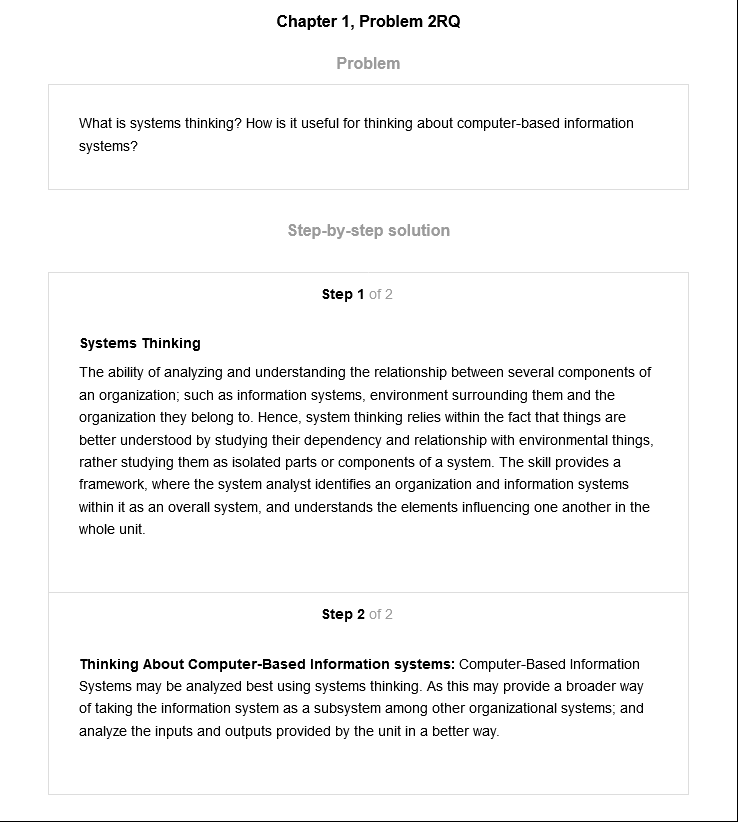 Chapter 1, Problem 2RQ
Problem
What is systems thinking? How is it useful for thinking about computer-based information
systems?
Step-by-step solution
Step 1 of 2
Systems Thinking
The ability of analyzing and understanding the relationship between several components of
an organization; such as information systems, environment surrounding them and the
organization they belong to. Hence, system thinking relies within the fact that things are
better understood by studying their dependency and relationship with environmental things,
rather studying them as isolated parts or components of a system. The skill provides a
framework, where the system analyst identifies an organization and information systems
within it as an overall system, and understands the elements influencing one another in the
whole unit.
Step 2 of 2
Thinking About Computer-Based Information systems: Computer-Based Information
Systems may be analyzed best using systems thinking. As this may provide a broader way
of taking the information system as a subsystem among other organizational systems; and
analyze the inputs and outputs provided by the unit in a better way.